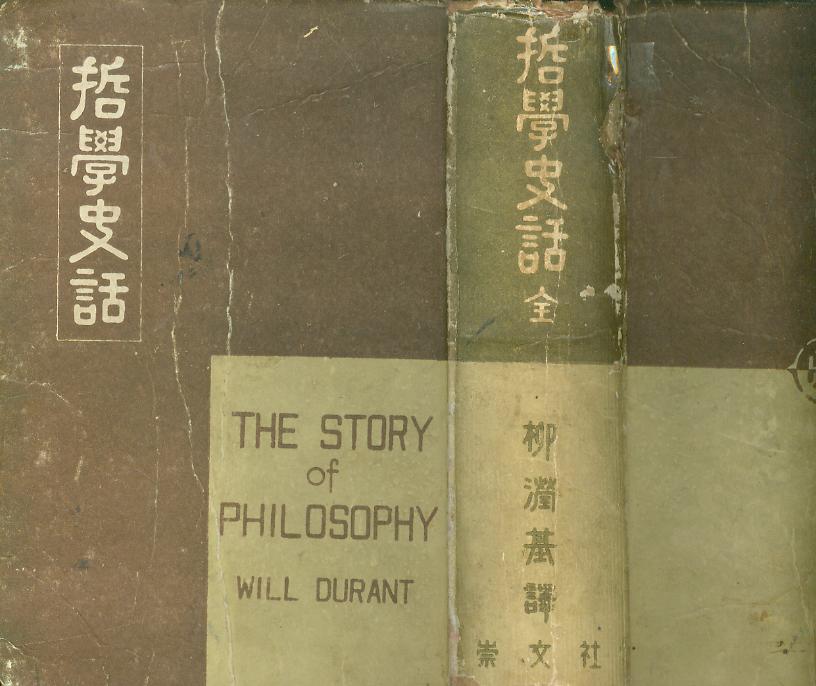 哲學史話
THE STORY
of
PHILOSOPHY
WILL DURANT
哲學史話 全
柳灊基譯
崇文社